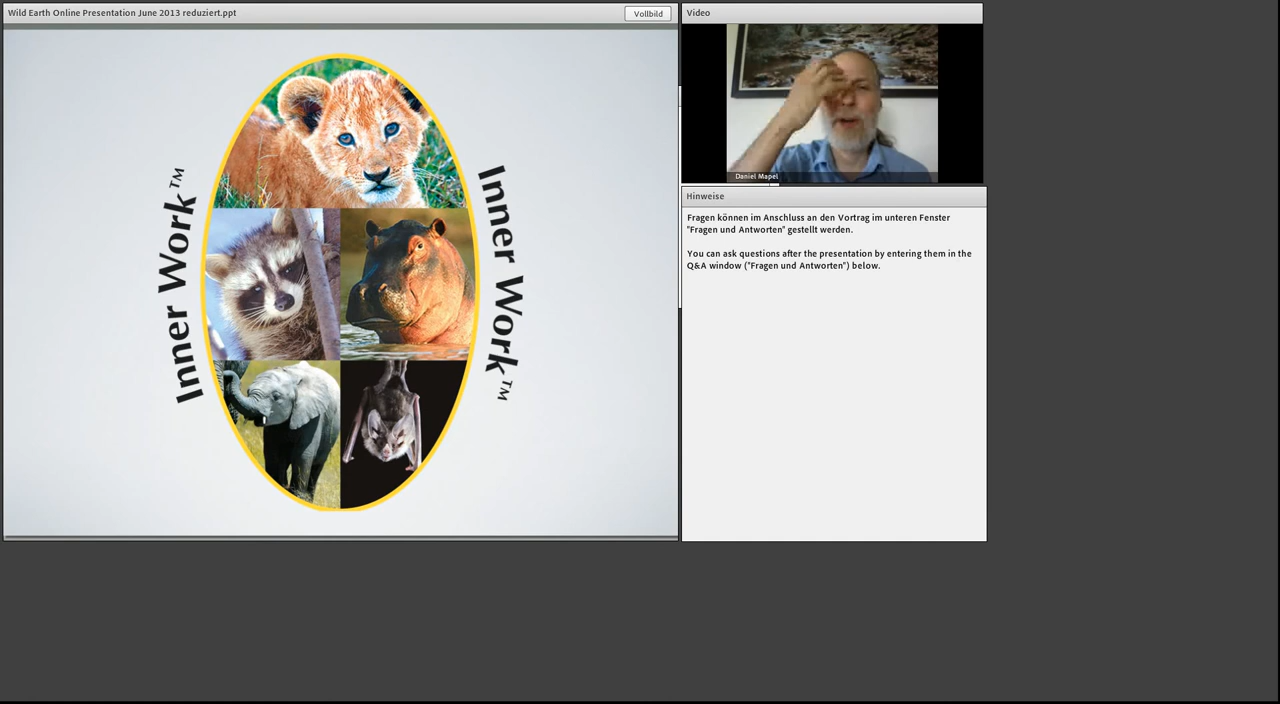 Wild Earth Online Presentation June 2013 reduziert.ppt
Vollbild
Inner Work™
Inner Work™
Video
Daniel Mapel
Hinweise
Fragen können im Anschluss an den Vortrag im unteren Fenster
"Fragen und Antworten" gestellt werden.
You can ask questions after the presentation by entering them in the
Q&A window ("Fragen und Antworten") below.